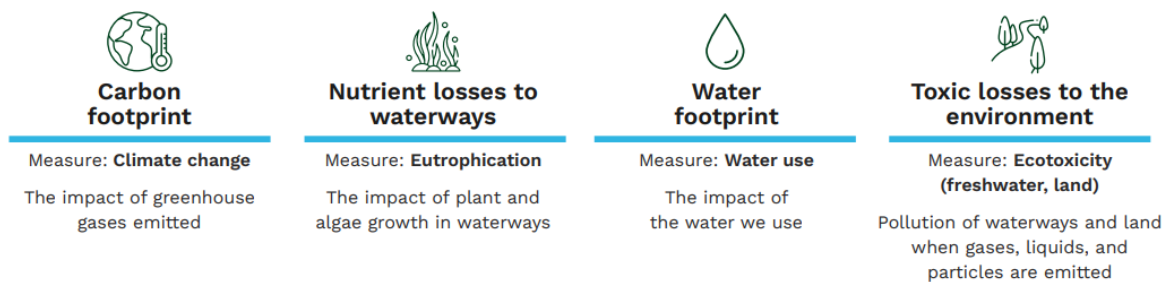 Carbon
footprint
Measure: Climate change
The impact of greenhouse
gases emitted
Nutrient losses to
waterways
Measure: Eutrophication
The impact of plant and
algae growth in waterways
Water
footprint
Measure: Water use
The impact of
the water we use
Toxic losses to the
environment
Measure: Ecotoxicity
(freshwater, land)
Pollution of waterways and land
when gases, liquids, and
particles are emitted